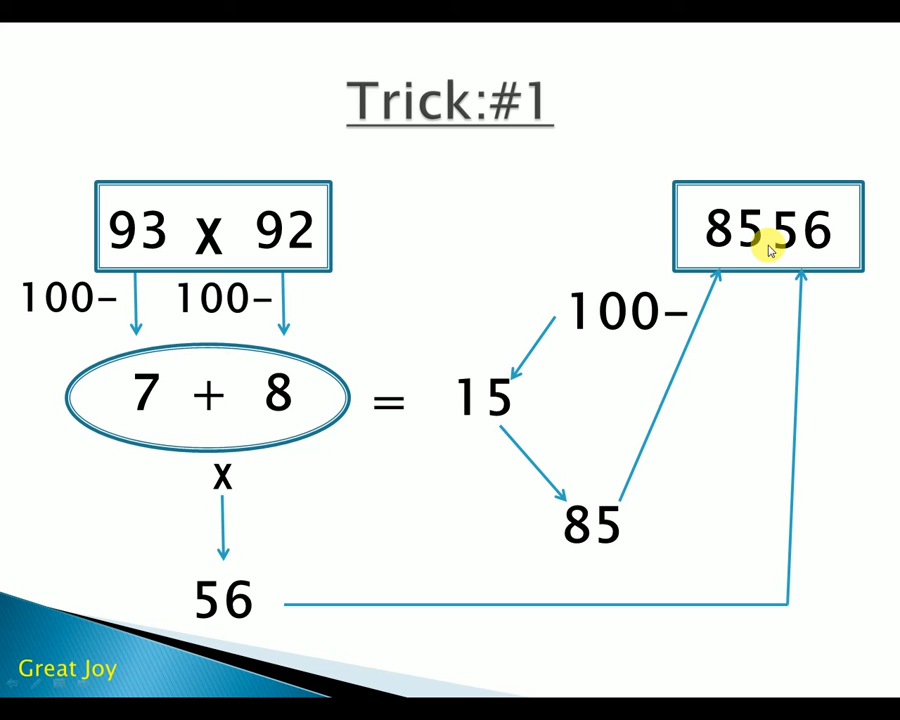 Trick:#1
93 x 92
8556
100- 100-
100-
7 + 8 = 15
x
85
56
Great Joy